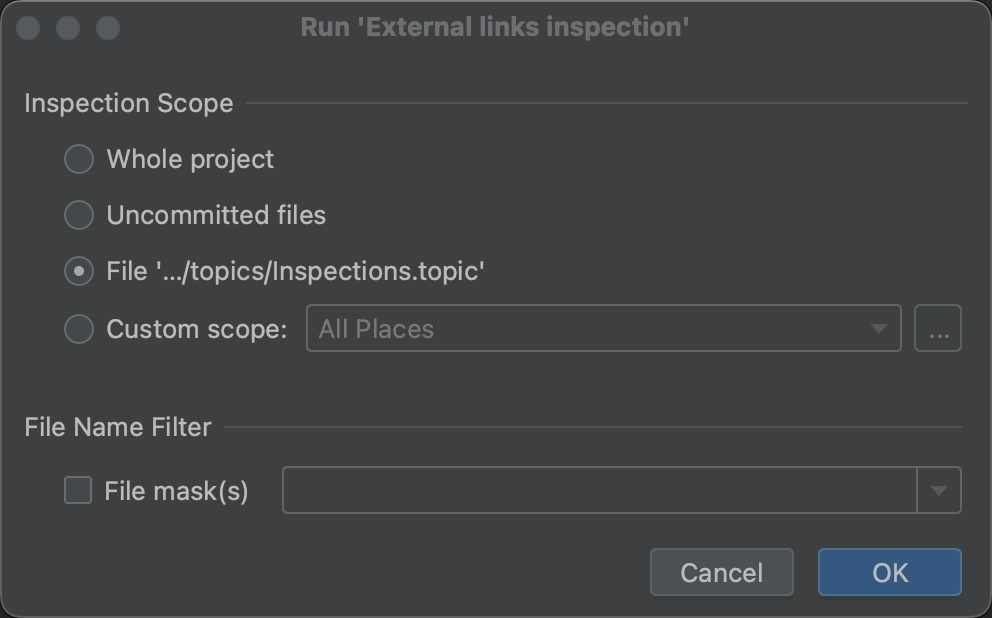 Run 'External links inspection'
Inspection Scope
Whole project
Uncommitted files
File '.../topics/Inspections.topic'
Custom scope: All Places ...
File Name Filter
File mask(s)
Cancel OK